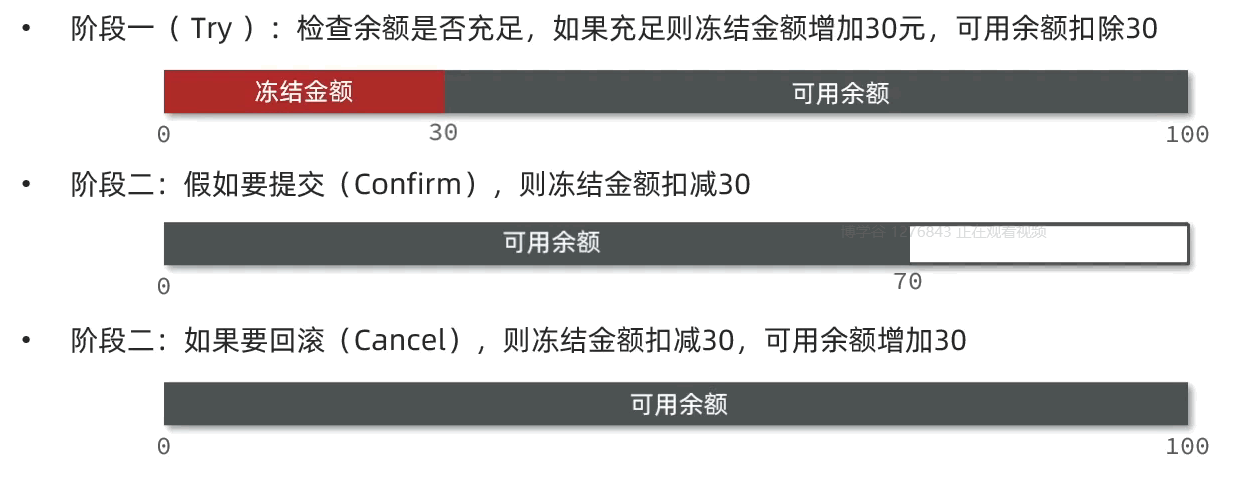 • 阶段一（ Try ）：检查余额是否充足，如果充足则冻结金额增加30元，可用余额扣除30
冻结金额 可用余额
0 30 100
• 阶段二：假如要提交（Confirm），则冻结金额扣减30
可用余额 博学谷 1276843 正在观看视频
0 70
• 阶段二：如果要回滚（Cancel），则冻结金额扣减30，可用余额增加30
可用余额
0 100